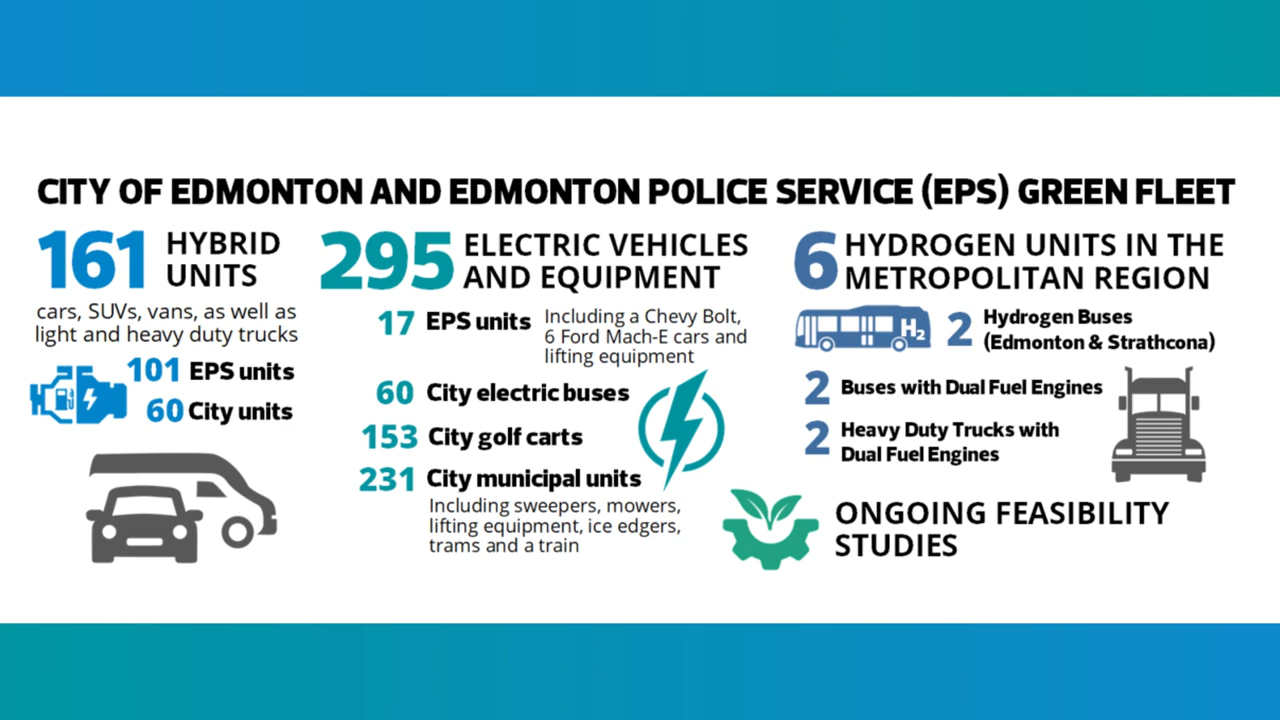 CITY OF EDMONTON AND EDMONTON POLICE SERVICE (EPS) GREEN FLEET
161 HYBRID
UNITS
cars, SUVs, vans, as well as
light and heavy duty trucks
101 EPS units
60 City units
295 ELECTRIC VEHICLES
AND EQUIPMENT
17 EPS units
Including a Chevy Bolt,
6 Ford Mach-E cars and
lifting equipment
60 City electric buses
153 City golf carts
231 City municipal units
Including sweepers, mowers,
lifting equipment, ice edgers,
trams and a train
6 HYDROGEN UNITS IN THE
METROPOLITAN REGION
H2
2 Hydrogen Buses
(Edmonton & Strathcona)
2 Buses with Dual Fuel Engines
2 Heavy Duty Trucks with
Dual Fuel Engines
ONGOING FEASIBILITY
STUDIES